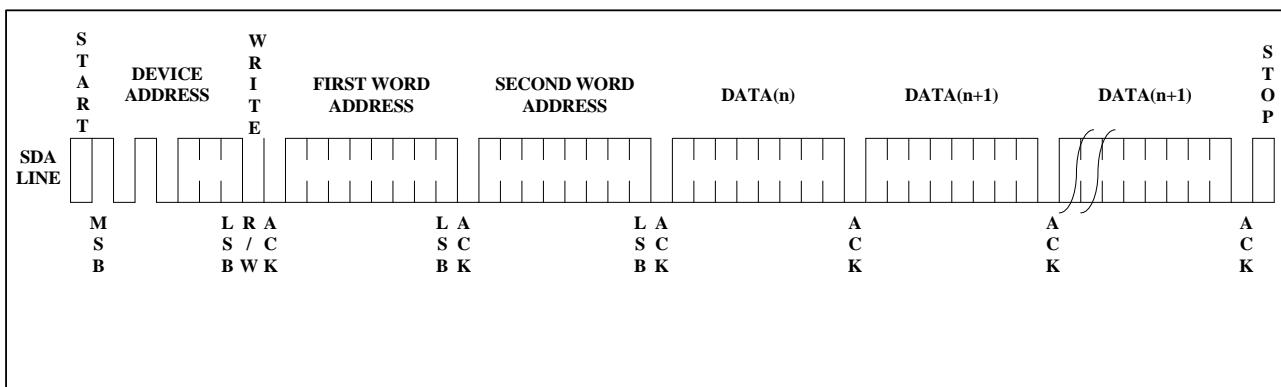 START
DEVICE
ADDRESS
WRITE
FIRST WORD
ADDRESS
SECOND WORD
ADDRESS
DATA(n)
DATA(n+1)
DATA(n+1)
STOP
SDA
LINE
MSB
LSB
R/W
ACK
LSB
ACK
LSB
ACK
ACK
ACK
ACK